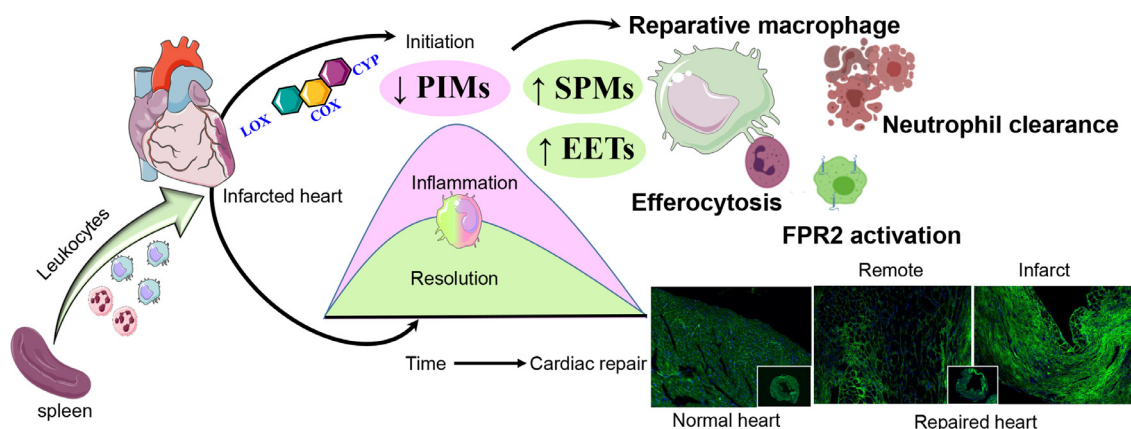 Initiation
Reparative macrophage
LOX
COX
CYP
↓ PIMs
↑ SPMs
↑ EETs
Neutrophil clearance
Efferocytosis
FPR2 activation
Infarcted heart
Inflammation
Resolution
Leukocytes
spleen
Time
Cardiac repair
Remote
Infarct
Normal heart
Repaired heart